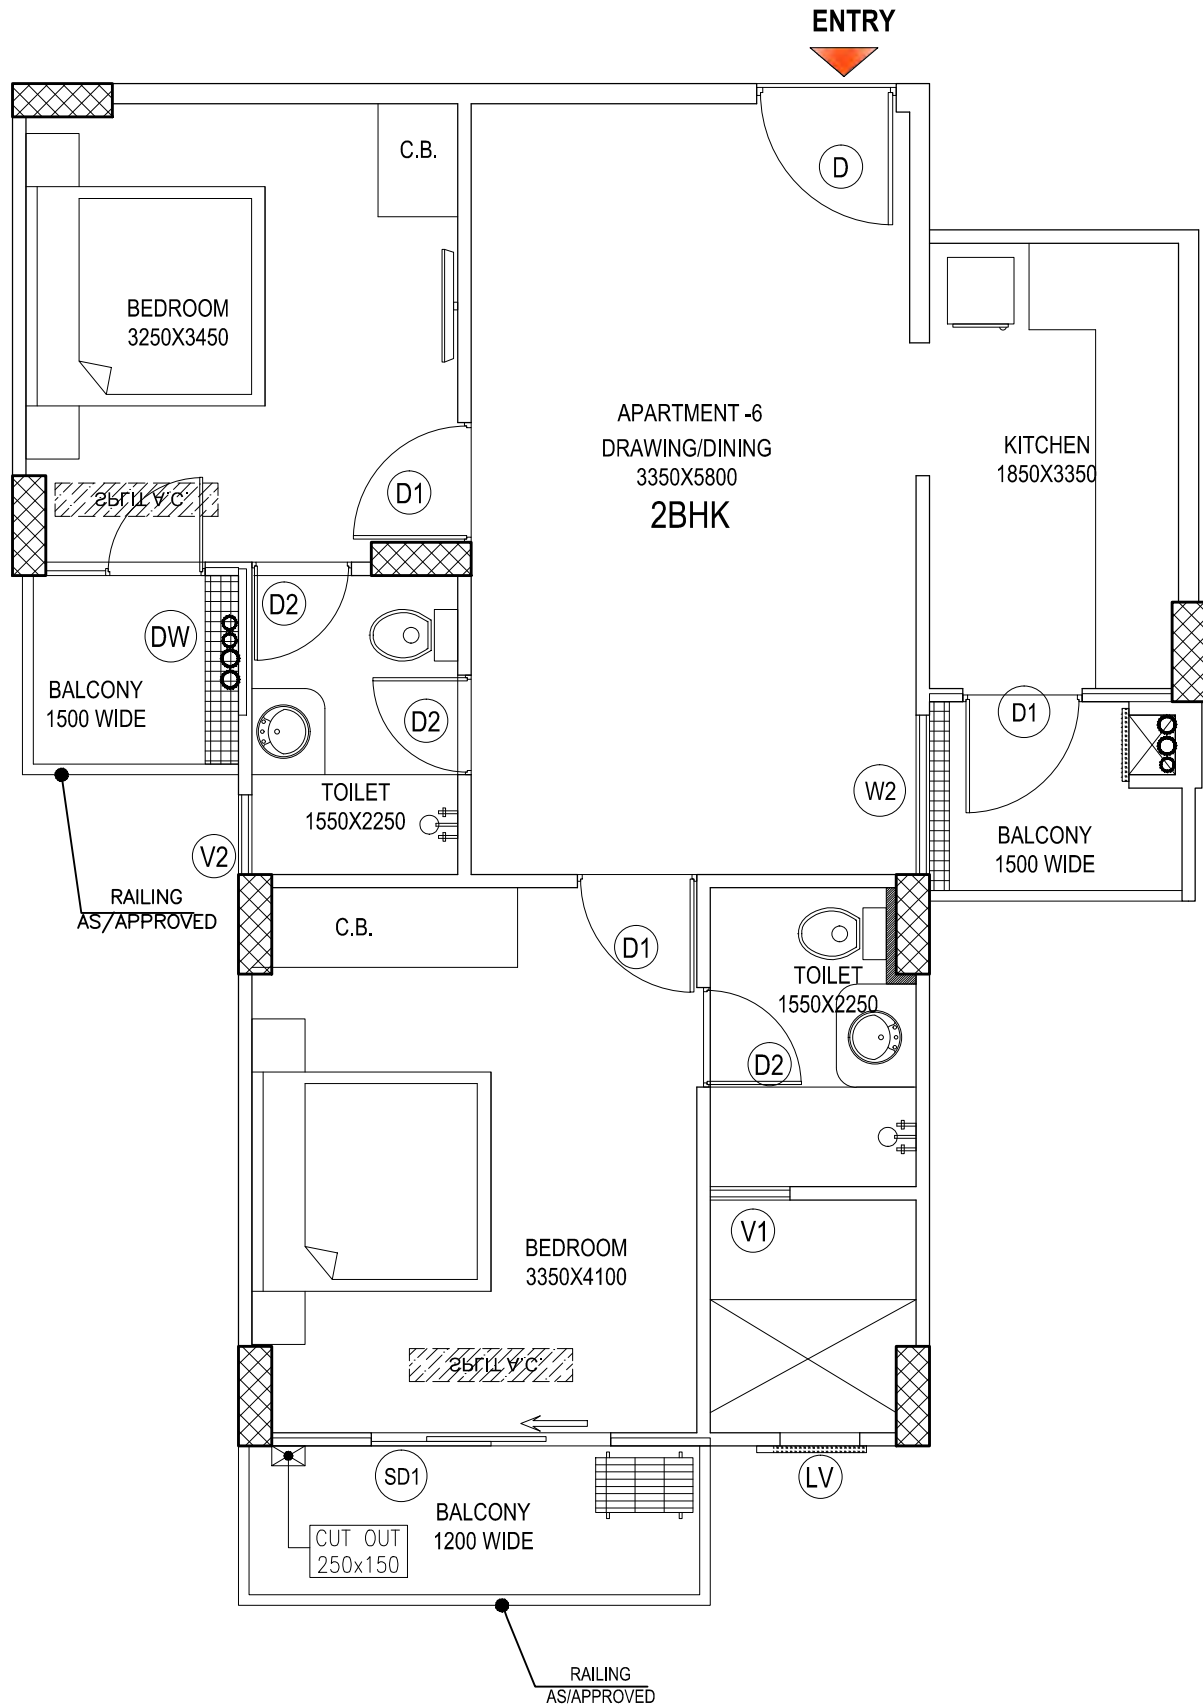 ENTRY
C.B.
D
BEDROOM
3250X3450
APARTMENT -6
DRAWING/DINING
3350X5800
2BHK
KITCHEN
1850X3350
SPLIT A.C.
D1
D2
DW
BALCONY
1500 WIDE
D2
D1
TOILET
1550X2250
W2
BALCONY
1500 WIDE
V2
RAILING
AS/APPROVED
C.B.
D1
TOILET
1550X2250
D2
V1
BEDROOM
3350X4100
SPLIT A.C.
SD1
LV
BALCONY
1200 WIDE
CUT OUT
250x150
RAILING
AS/APPROVED